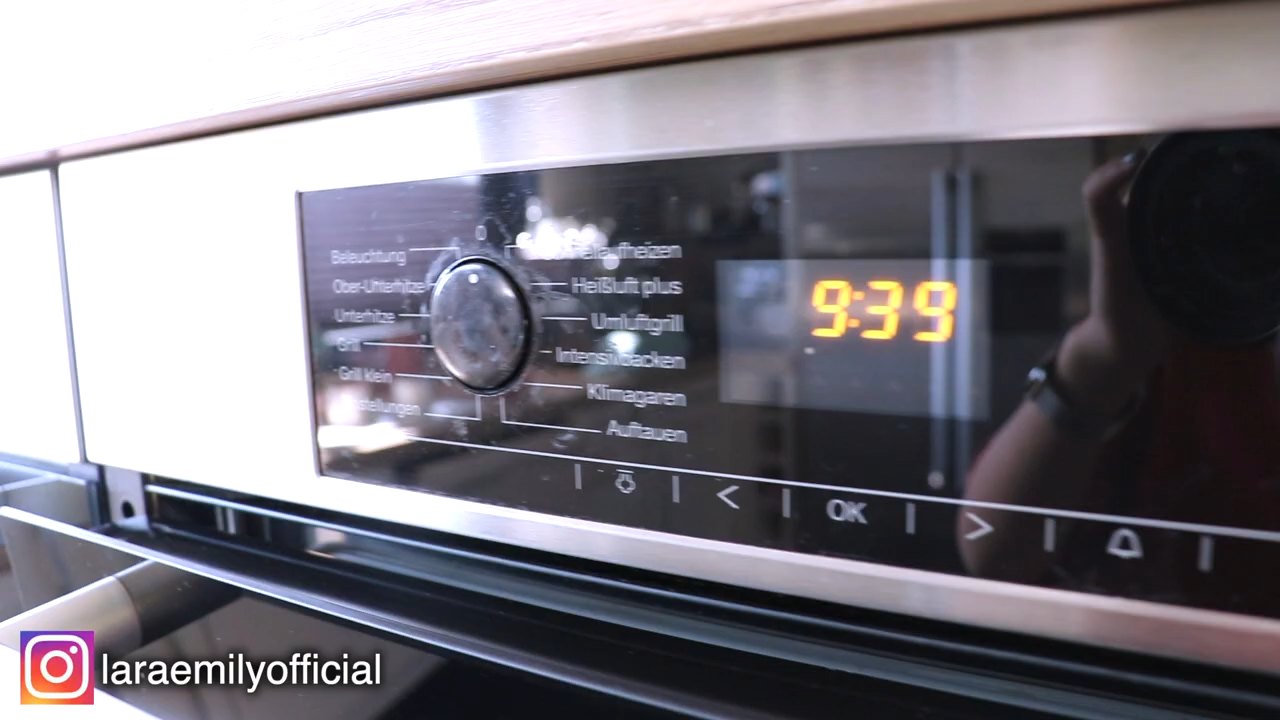 0
Beleuchtung
Ober-Unterhitze
Unterhitze
Grill
Grill klein
Heißluft plus
Umluftgrill
Intensivbacken
Klimagaren
Auftauen
9:39
< OK >
laraemilyofficial